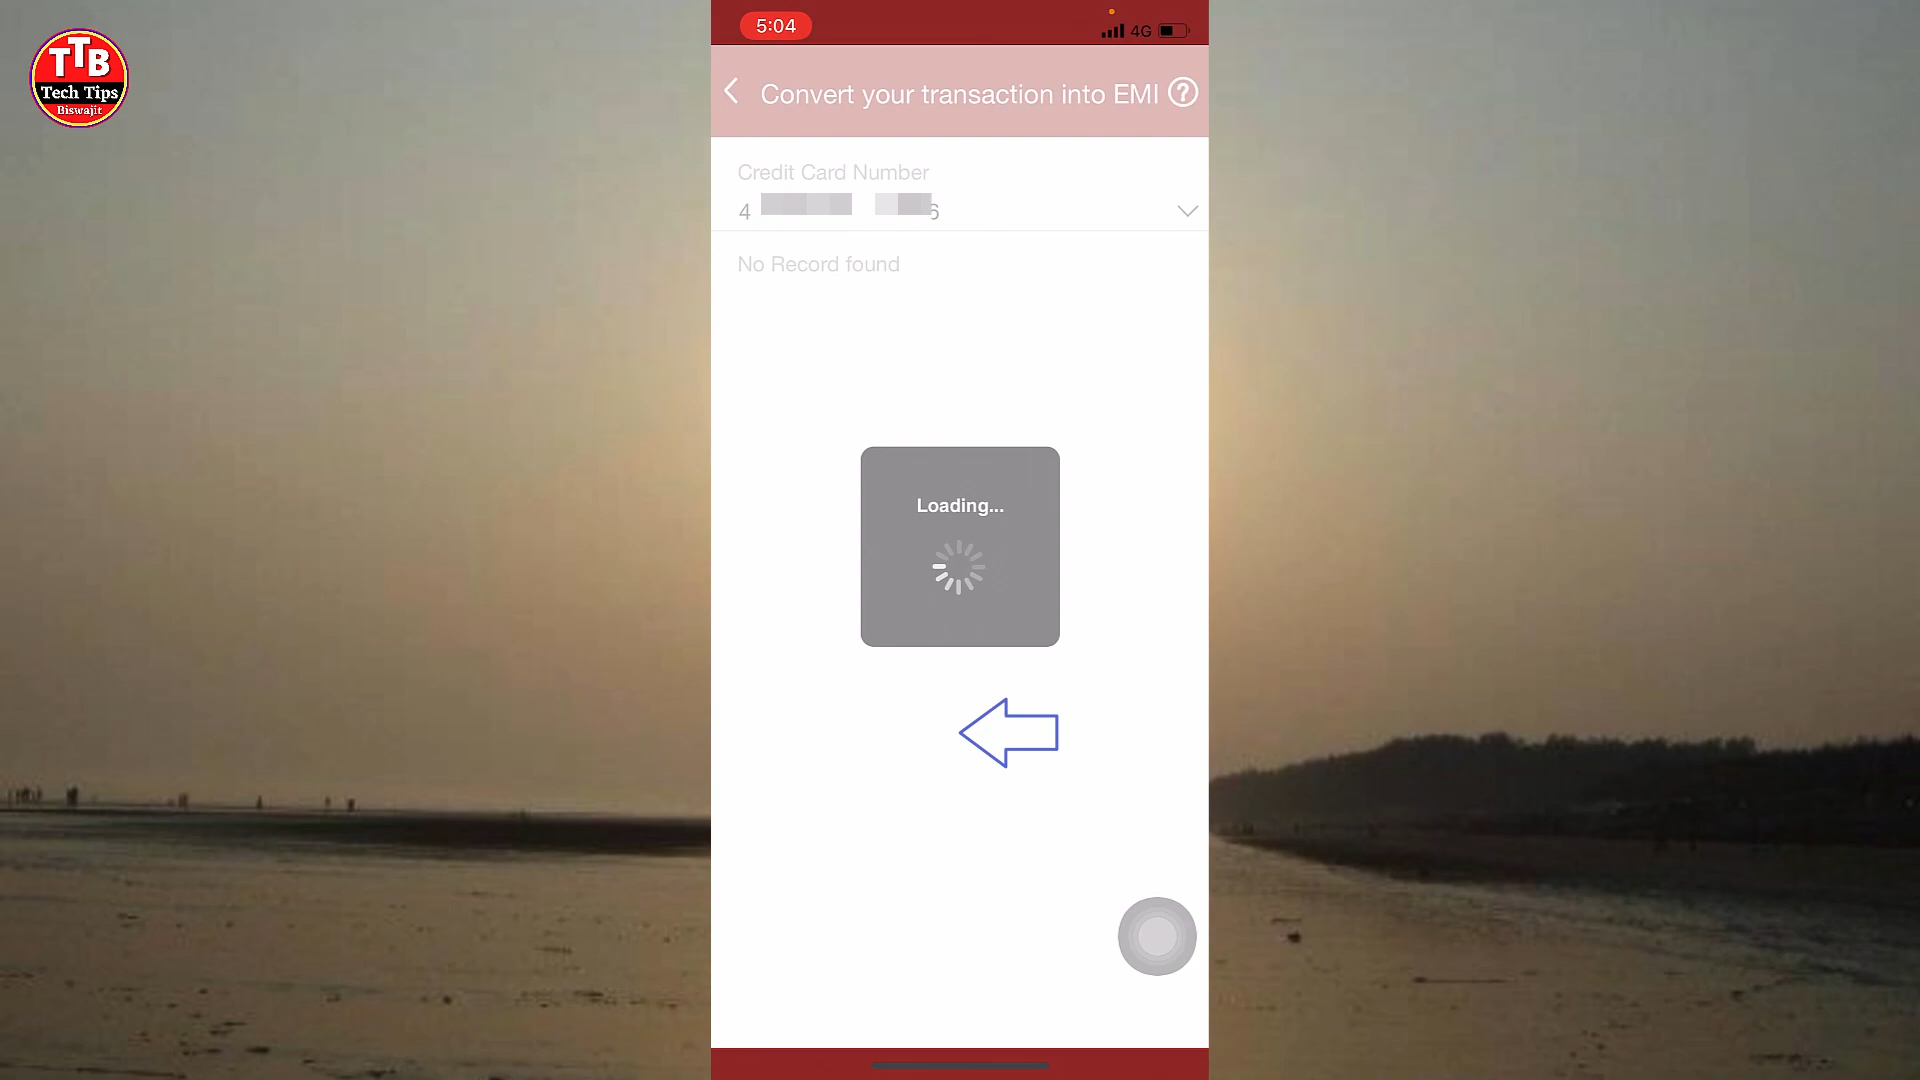 TTB
Tech Tips
Biswajit
5:04
4G
Convert your transaction into EMI
Credit Card Number
4 6
No Record found
Loading...